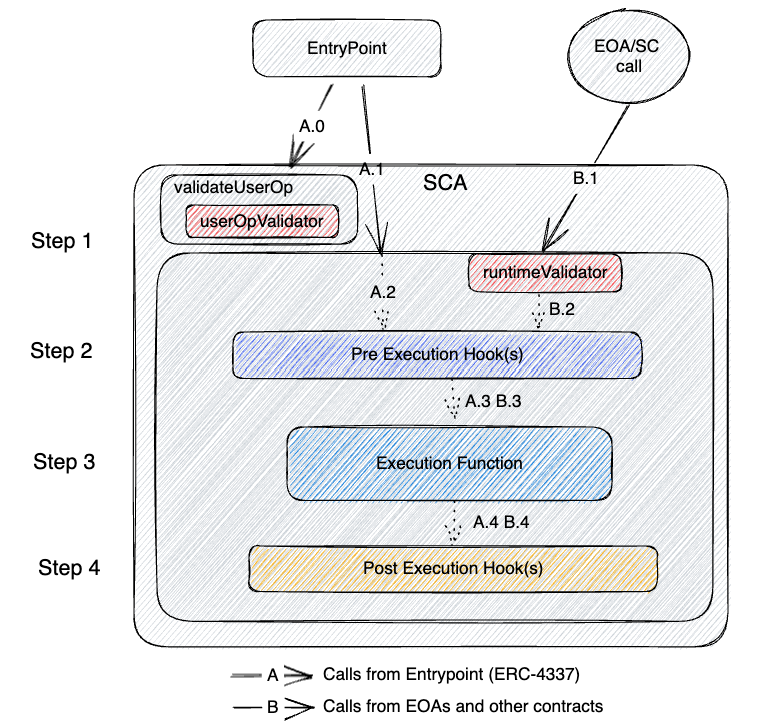 EntryPoint
EOA/SC
call
A.0
A.1
SCA
B.1
validateUserOp
userOpValidator
Step 1
runtimeValidator
A.2
B.2
Step 2
Pre Execution Hook(s)
A.3 B.3
Step 3
Execution Function
A.4 B.4
Step 4
Post Execution Hook(s)
A Calls from Entrypoint (ERC-4337)
B Calls from EOAs and other contracts